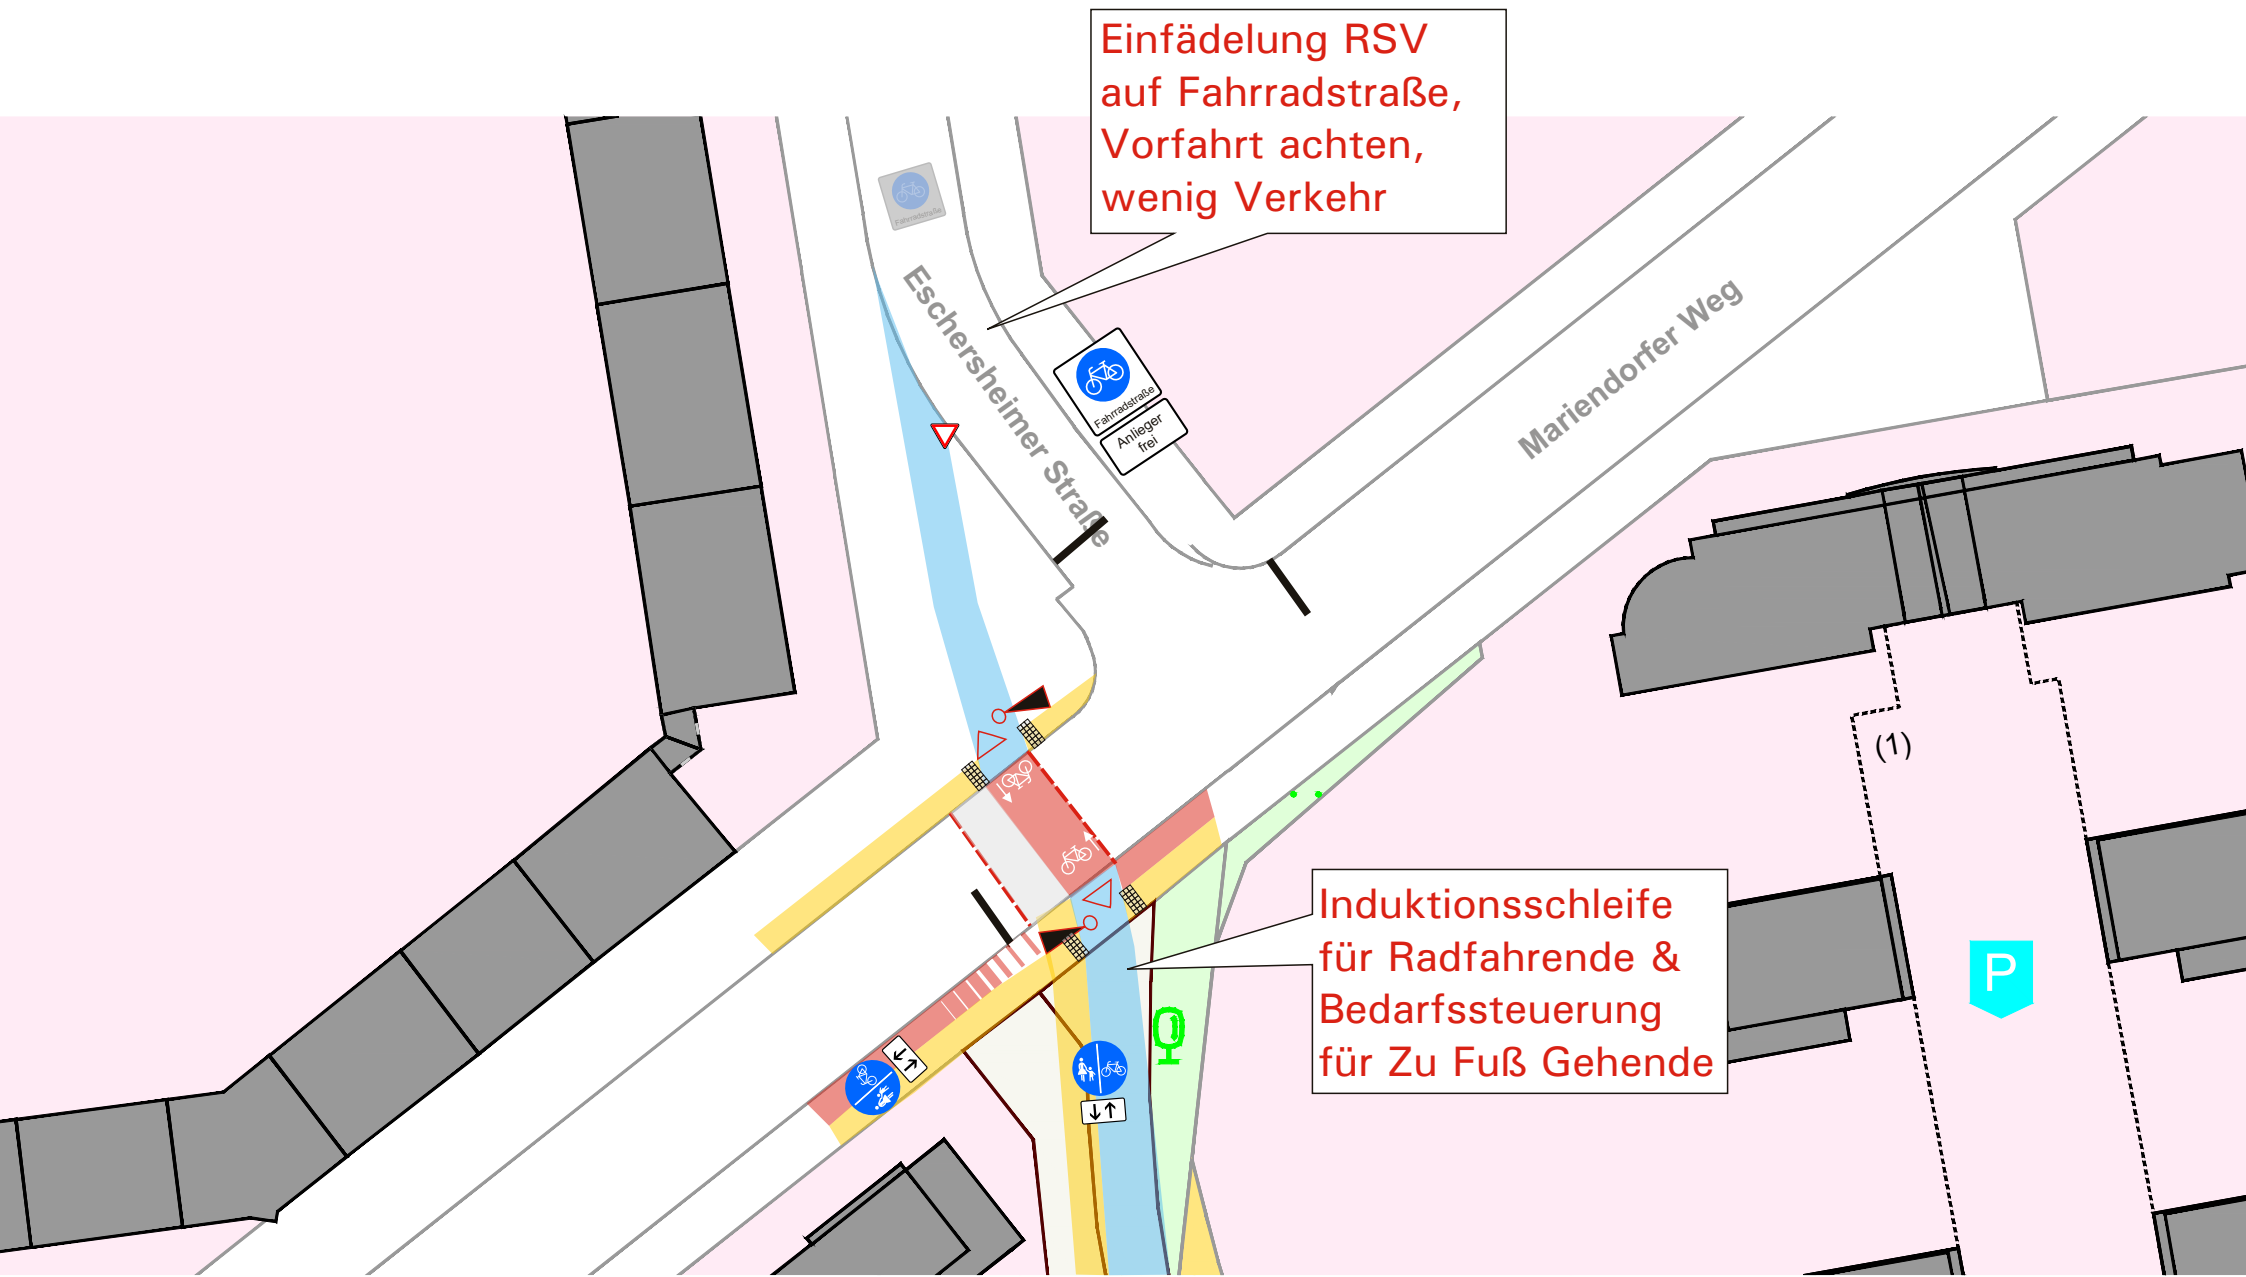 Einfädelung RSV
auf Fahrradstraße,
Vorfahrt achten,
wenig Verkehr
Fahrradstraße
Eschersheimer Straße
Fahrradstraße
Anlieger
frei
Mariendorfer Weg
(1)
Induktionsschleife
für Radfahrende &
Bedarfssteuerung
für Zu Fuß Gehende
P